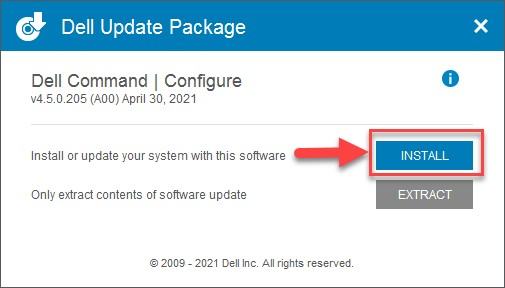 Dell Update Package
Dell Command | Configure
v4.5.0.205 (A00) April 30, 2021
Install or update your system with this software
INSTALL
Only extract contents of software update
EXTRACT
© 2009 - 2021 Dell Inc. All rights reserved.